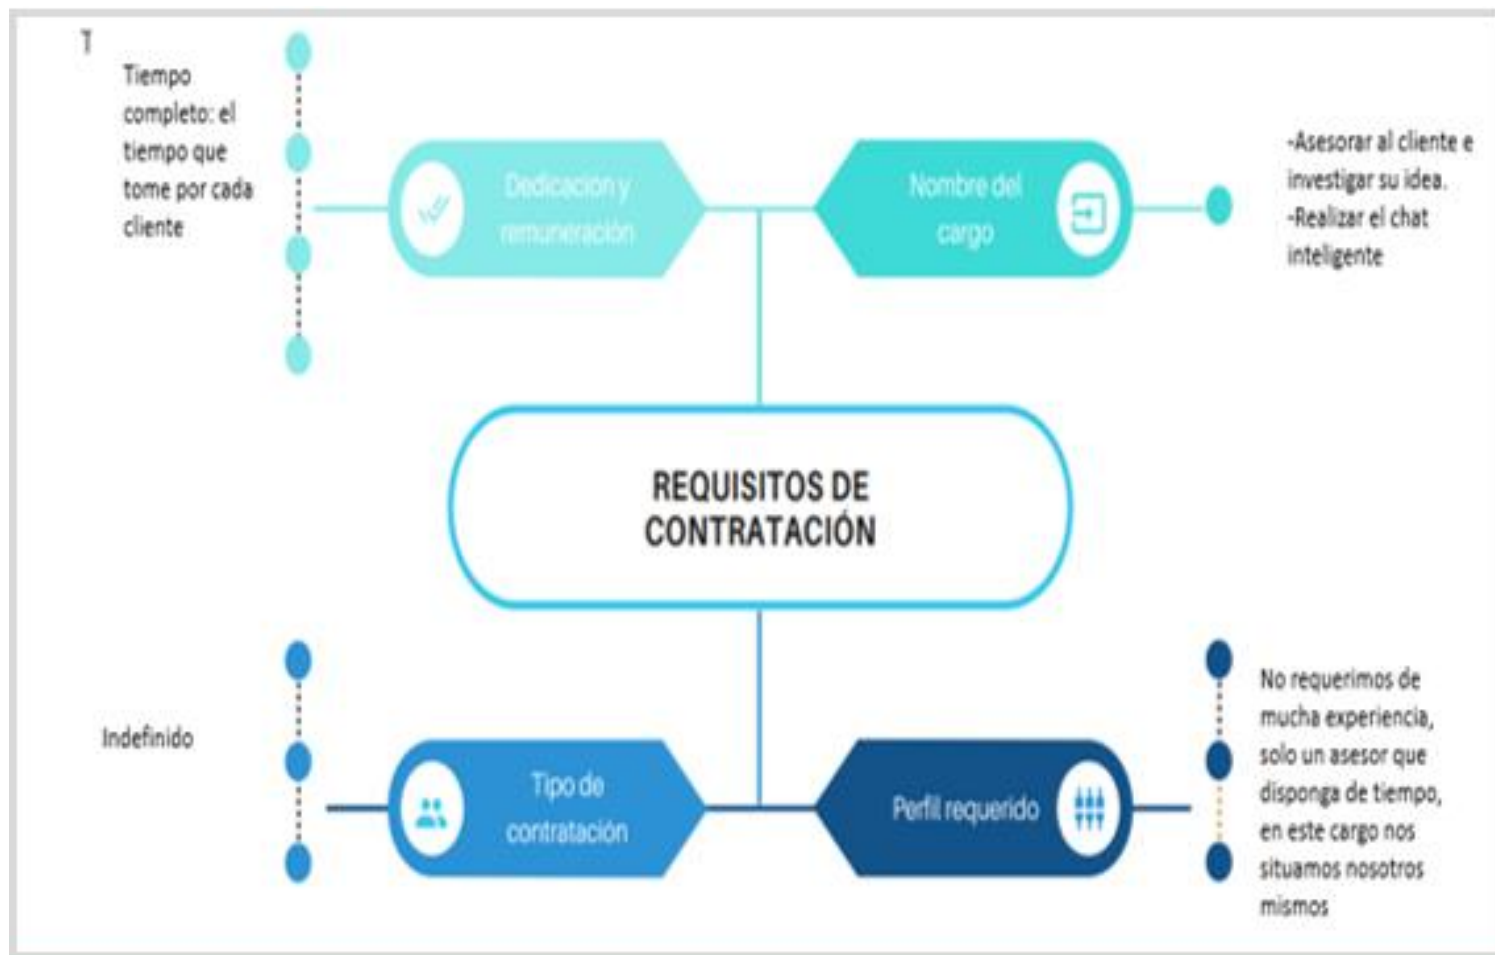 1
Tiempo
completo: el
tiempo que
tome por cada
cliente
Dedicación y
remuneración
Nombre del
cargo
-Asesorar al cliente e
investigar su idea.
-Realizar el chat
inteligente
REQUISITOS DE
CONTRATACIÓN
Indefinido
Tipo de
contratación
Perfil requerido
No requerimos de
mucha experiencia,
solo un asesor que
disponga de tiempo,
en este cargo nos
situamos nosotros
mismos